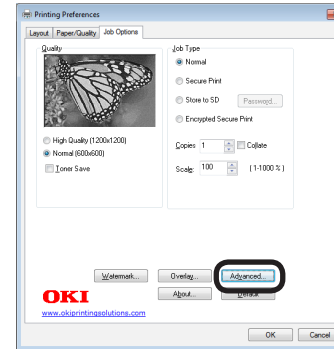 Printing Preferences
Layout Paper/Quality Job Options
Quality
High Quality (1200x1200)
Normal (600x600)
Toner Save
Job Type
Normal
Secure Print
Store to SD Password...
Encrypted Secure Print
Copies 1 Collate
Scale: 100 (1-1000 %)
Watermark... Overlay... Advanced...
OKI About... Default
www.okiprintingsolutions.com
OK Cancel